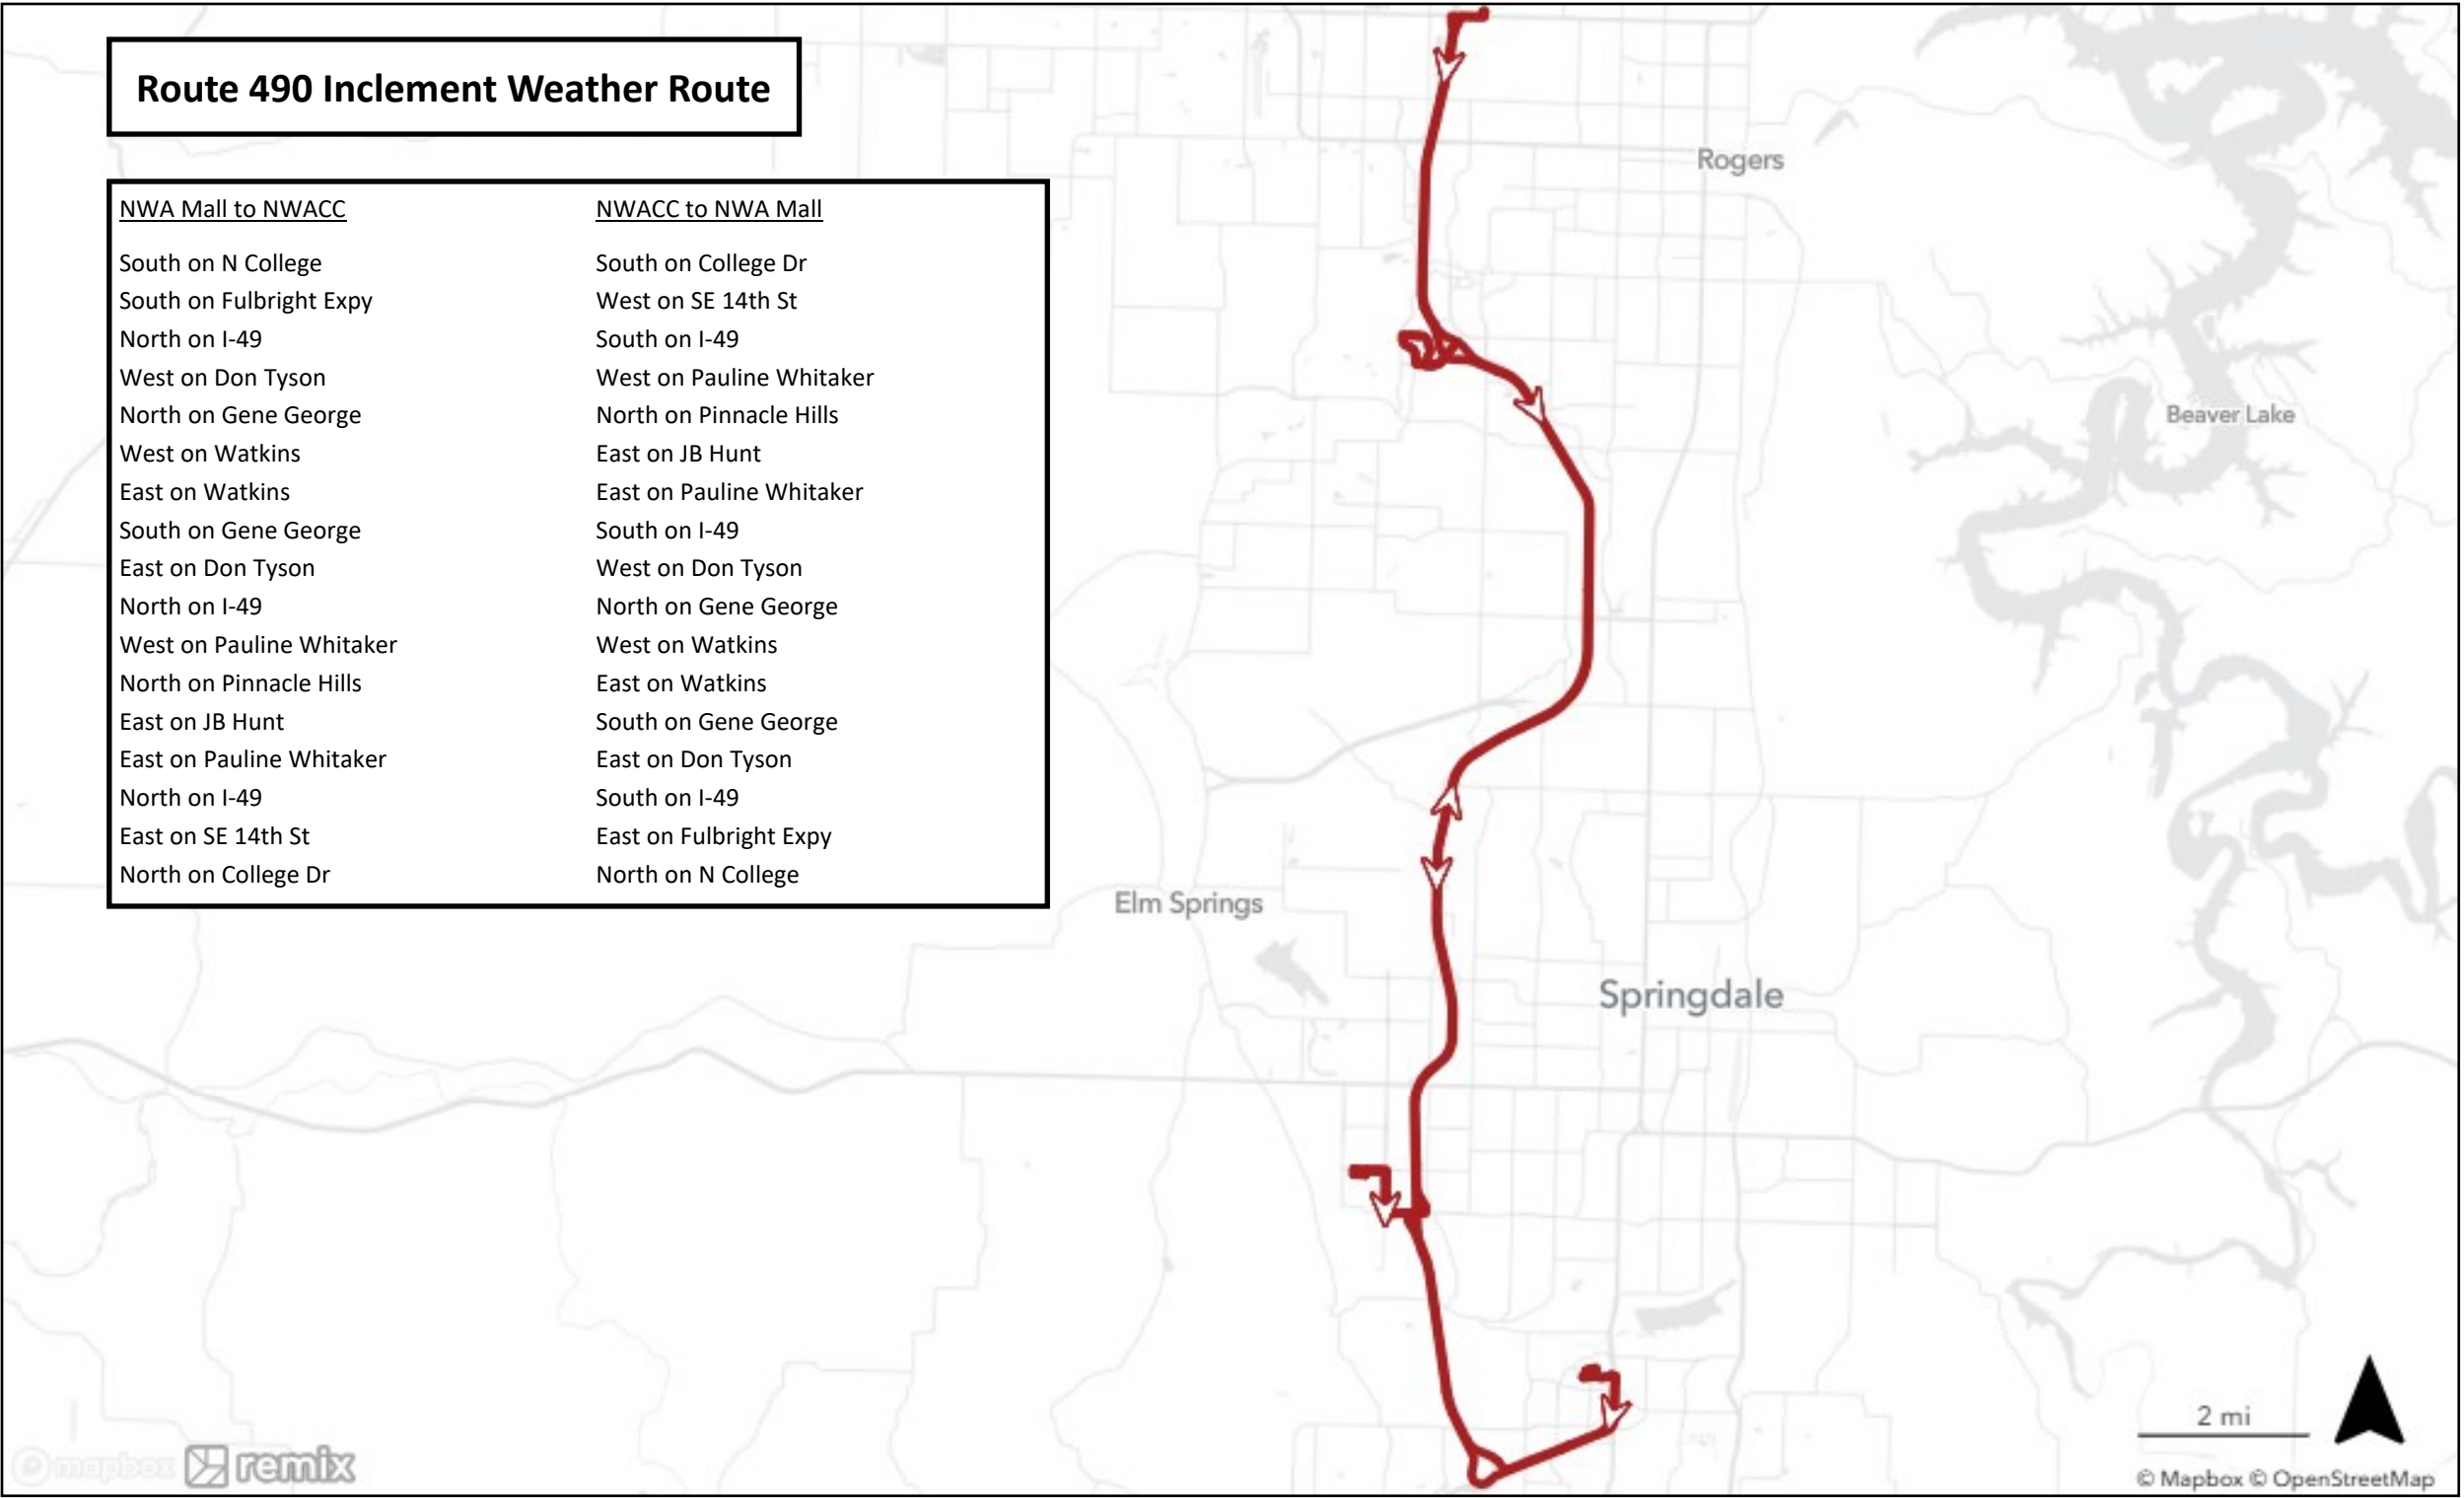 Route 490 Inclement Weather Route
NWA Mall to NWACC
South on N College
South on Fulbright Expy
North on I-49
West on Don Tyson
North on Gene George
West on Watkins
East on Watkins
South on Gene George
East on Don Tyson
North on I-49
West on Pauline Whitaker
North on Pinnacle Hills
East on JB Hunt
East on Pauline Whitaker
North on I-49
East on SE 14th St
North on College Dr
NWACC to NWA Mall
South on College Dr
West on SE 14th St
South on I-49
West on Pauline Whitaker
North on Pinnacle Hills
East on JB Hunt
East on Pauline Whitaker
South on I-49
West on Don Tyson
North on Gene George
West on Watkins
East on Watkins
South on Gene George
East on Don Tyson
South on I-49
East on Fulbright Expy
North on N College
Rogers
Beaver Lake
Elm Springs
Springdale
2 mi
mapbox remix
© Mapbox © OpenStreetMap